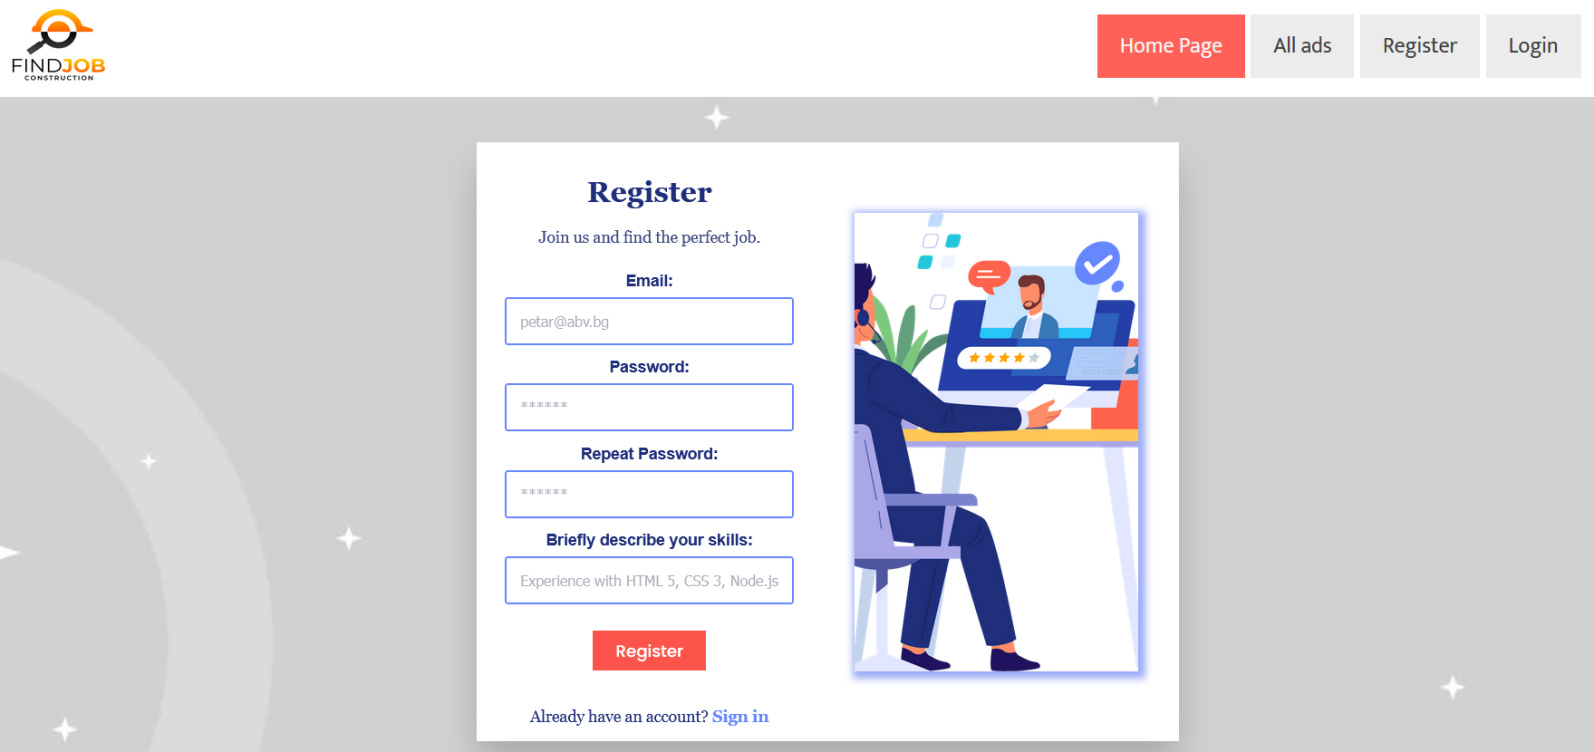 FINDJOB
CONSTRUCTION
Home Page
All ads
Register
Login
Register
Join us and find the perfect job.
Email:
petar@abv.bg
Password:
******
Repeat Password:
******
Briefly describe your skills:
Experience with HTML 5, CSS 3, Node.js
Register
Already have an account? Sign in